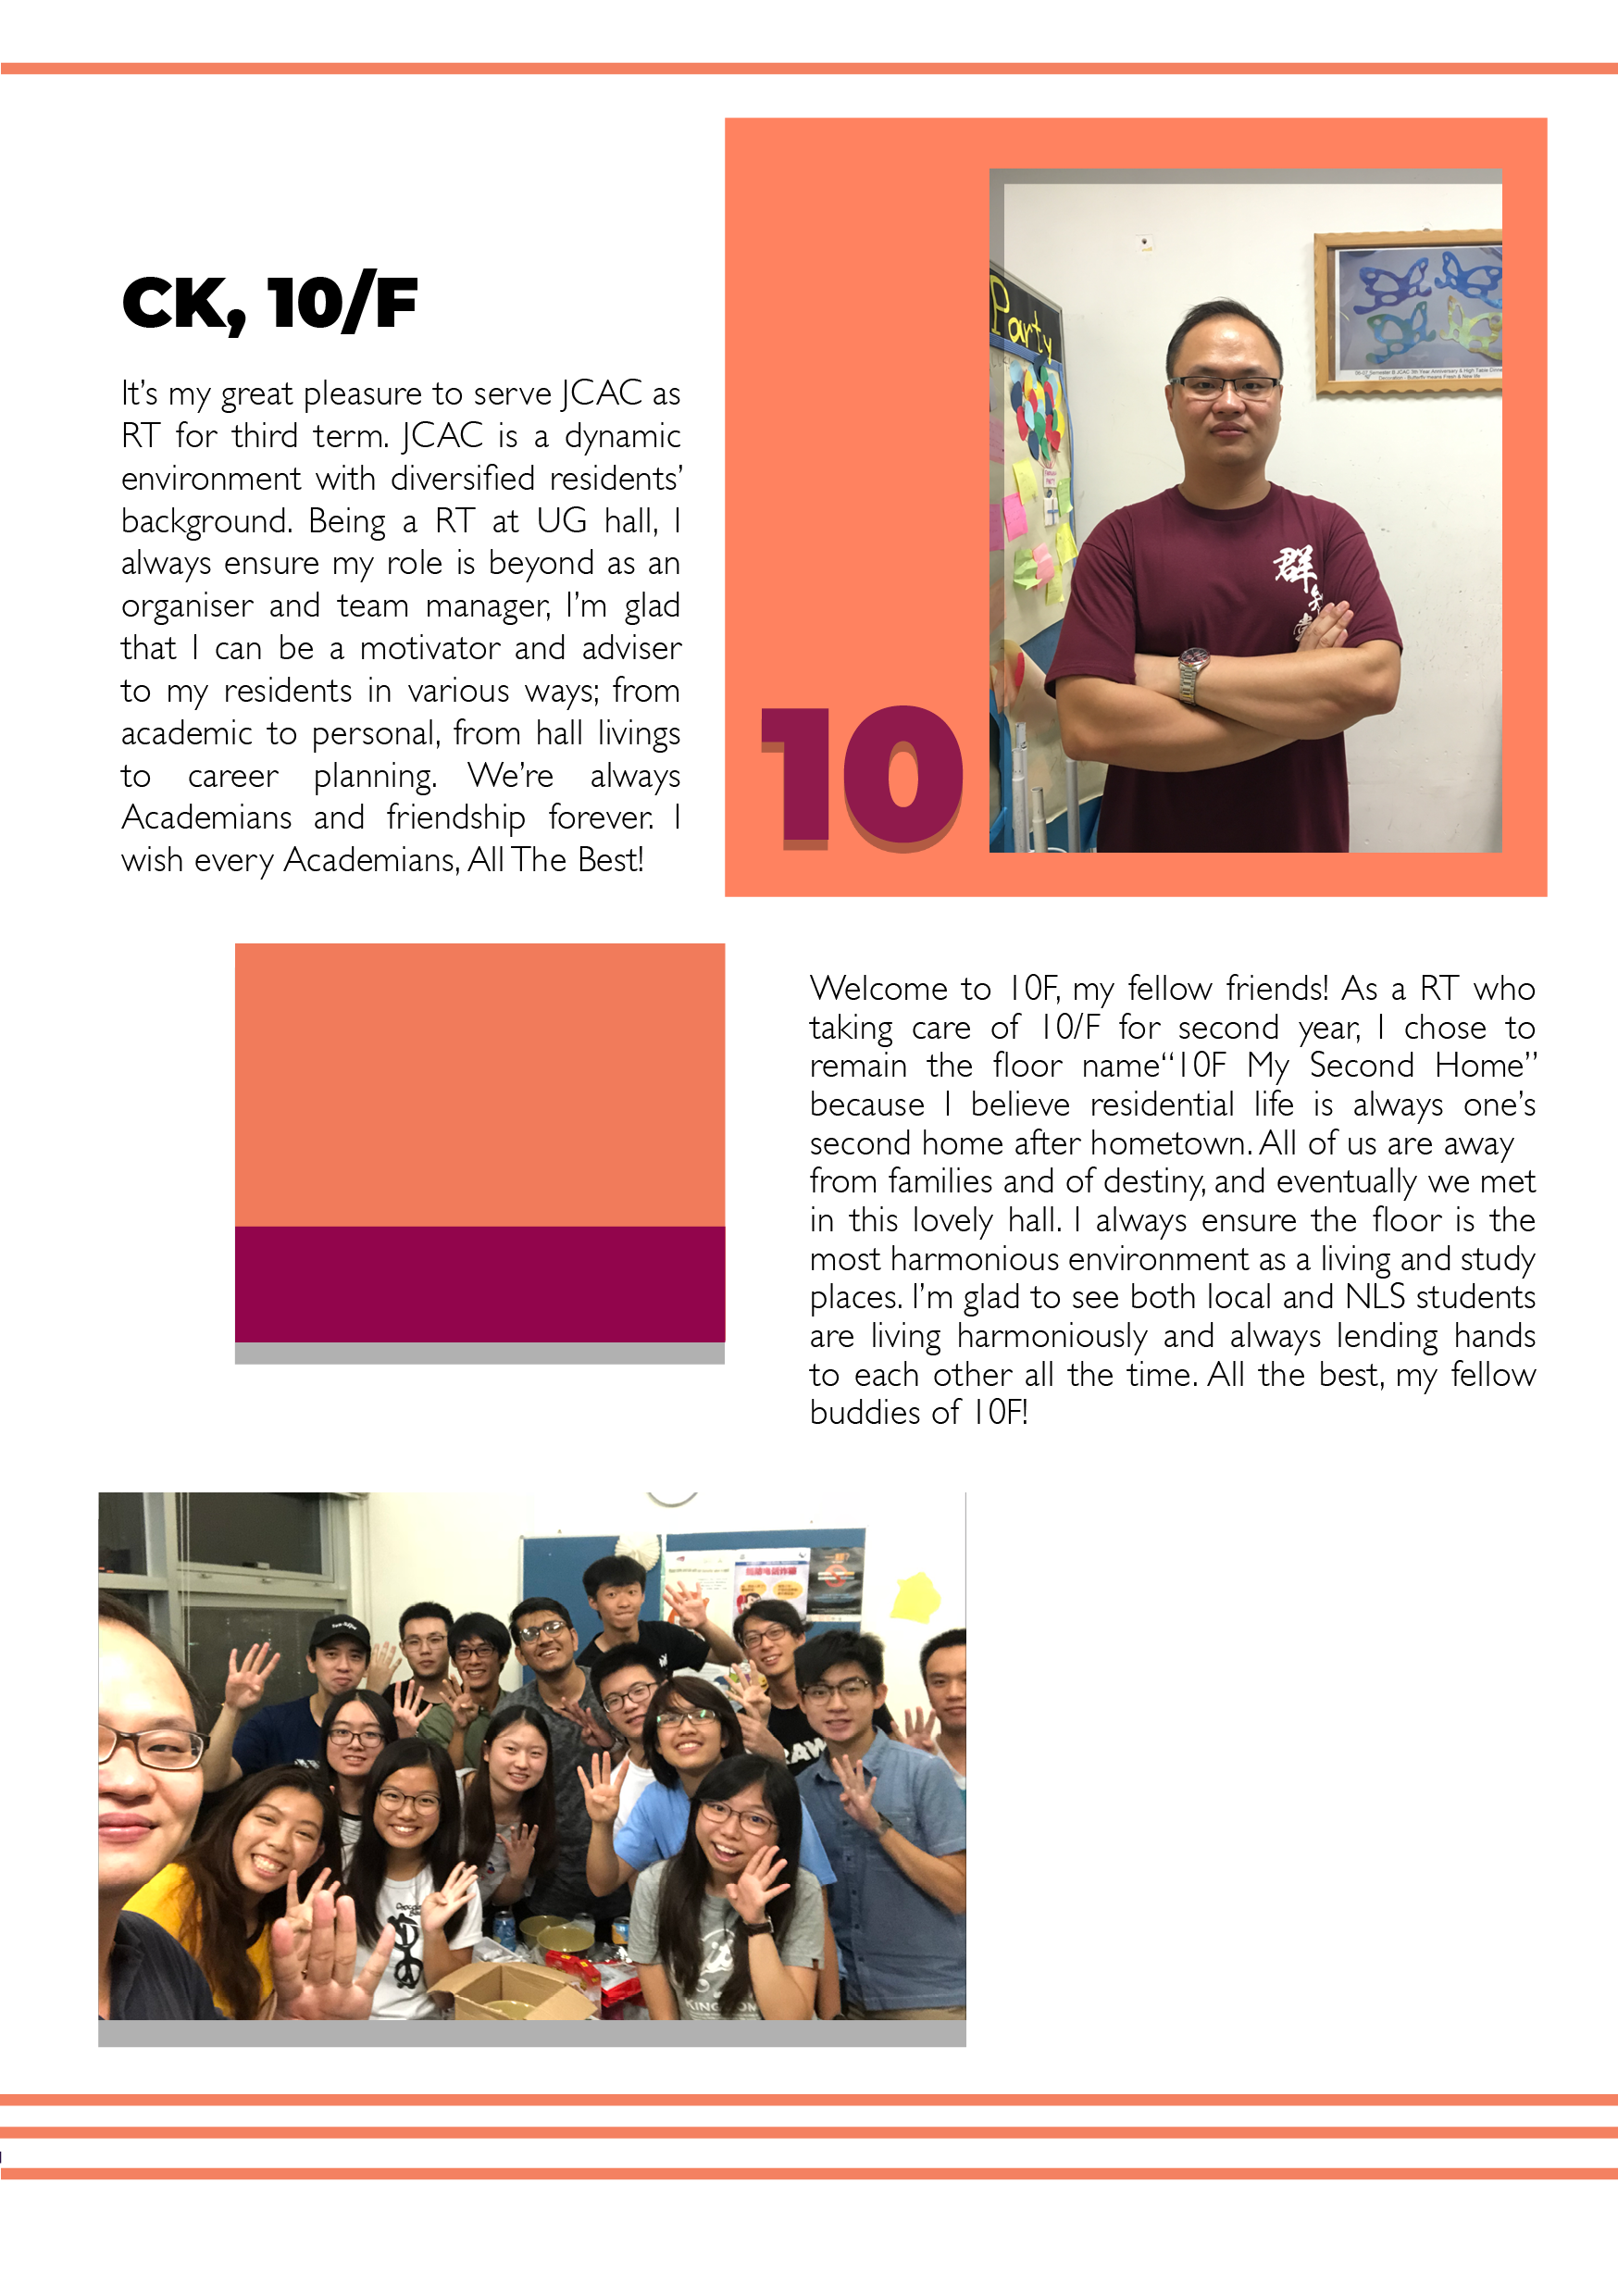 CK, 10/F
It’s my great pleasure to serve JCAC as
RT for third term. JCAC is a dynamic
environment with diversified residents’
background. Being a RT at UG hall, I
always ensure my role is beyond as an
organiser and team manager, I’m glad
that I can be a motivator and adviser
to my residents in various ways; from
academic to personal, from hall livings
to career planning. We’re always
Academians and friendship forever. I
wish every Academians, All The Best!
10
Party
群
Welcome to 10F, my fellow friends! As a RT who
taking care of 10/F for second year, I chose to
remain the floor name“10F My Second Home”
because I believe residential life is always one’s
second home after hometown. All of us are away
from families and of destiny, and eventually we met
in this lovely hall. I always ensure the floor is the
most harmonious environment as a living and study
places. I’m glad to see both local and NLS students
are living harmoniously and always lending hands
to each other all the time. All the best, my fellow
buddies of 10F!